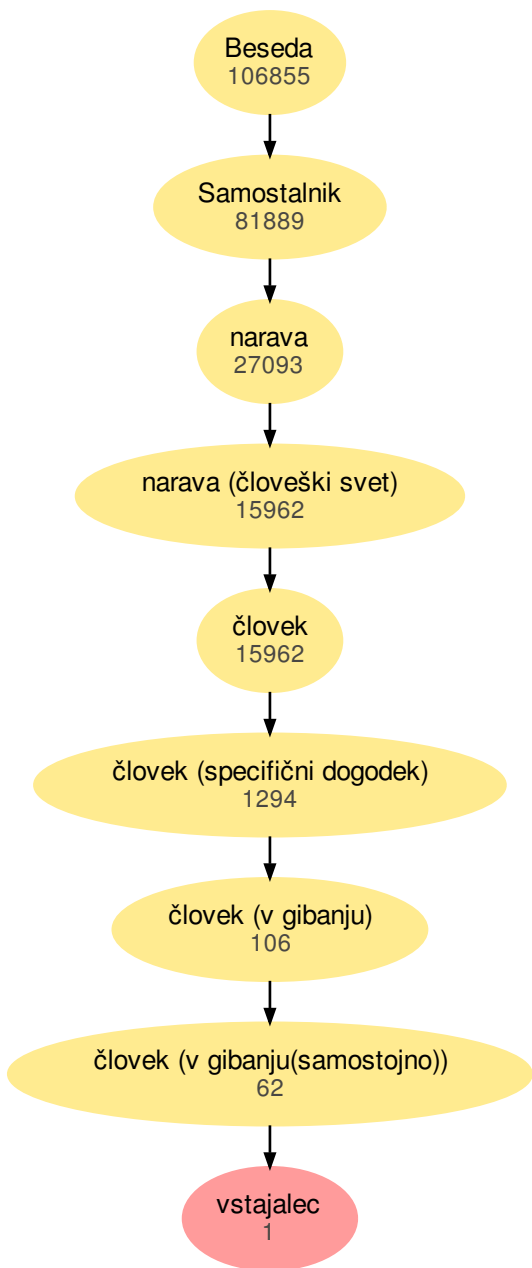 Beseda
106855
Samostalnik
81889
narava
27093
narava (človeški svet)
15962
človek
15962
človek (specifični dogodek)
1294
človek (v gibanju)
106
človek (v gibanju(samostojno))
62
vstajalec
1